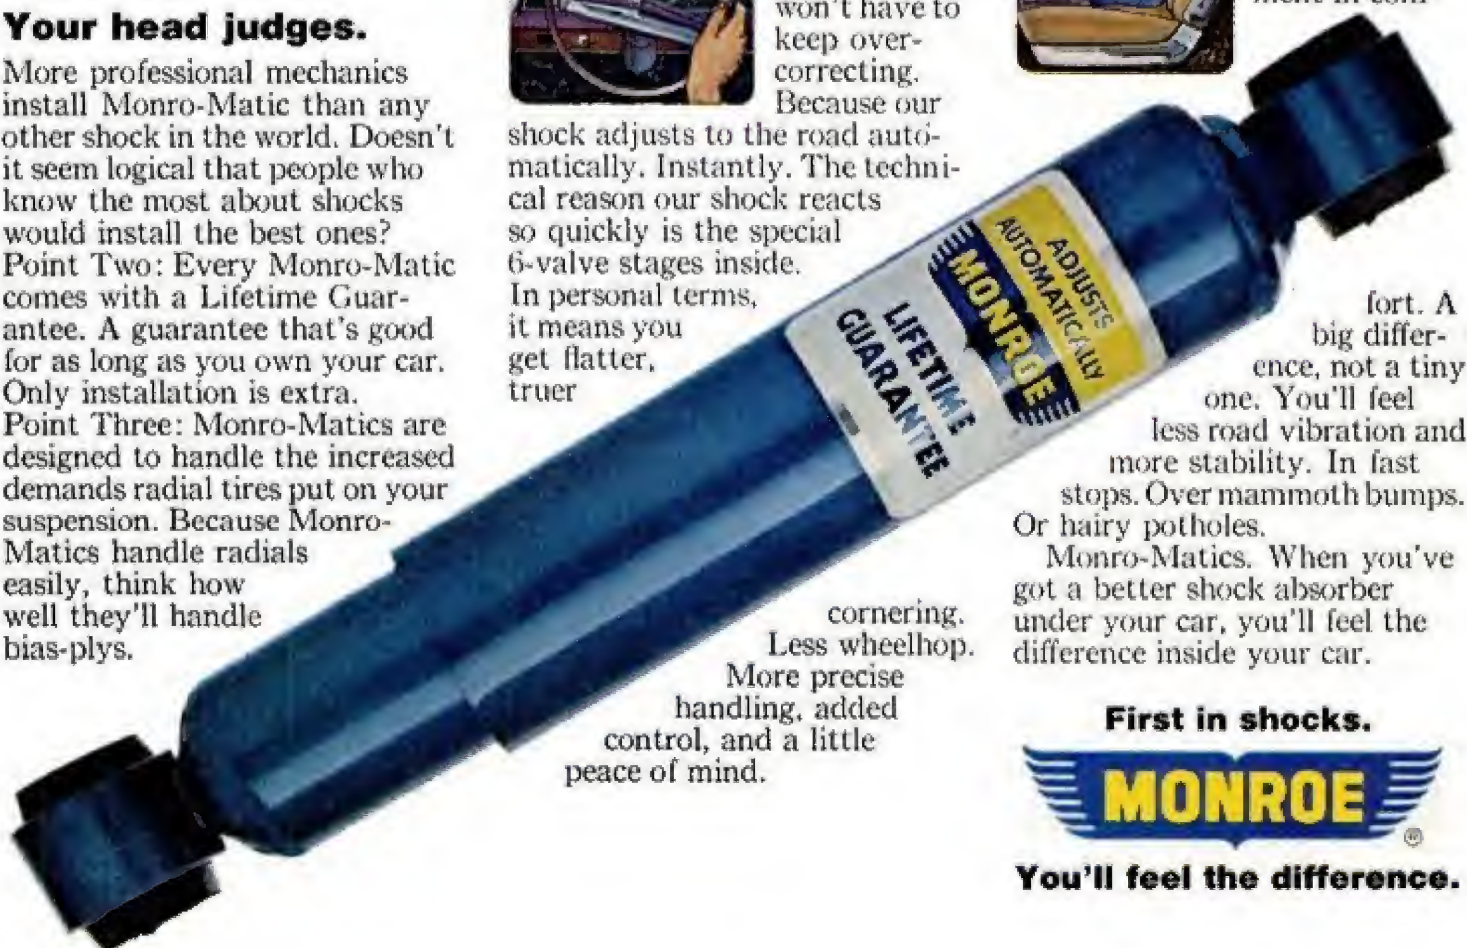 Your head judges.
More professional mechanics
install Monro-Matic than any
other shock in the world. Doesn't
it seem logical that people who
know the most about shocks
would install the best ones?
Point Two: Every Monro-Matic
comes with a Lifetime Guar-
antee. A guarantee that's good
for as long as you own your car.
Only installation is extra.
Point Three: Monro-Matics are
designed to handle the increased
demands radial tires put on your
suspension. Because Monro-
Matics handle radials
easily, think how
well they'll handle
bias-plys.
won't have to
keep over-
correcting.
Because our
shock adjusts to the road auto-
matically. Instantly. The techni-
cal reason our shock reacts
so quickly is the special
6-valve stages inside.
In personal terms,
it means you
get flatter,
truer
cornering.
Less wheelhop.
More precise
handling, added
control, and a little
peace of mind.
ADJUSTS
AUTOMATICALLY
MONROE
LIFETIME
GUARANTEE
fort. A
big differ-
ence, not a tiny
one. You'll feel
less road vibration and
more stability. In fast
stops. Over mammoth bumps.
Or hairy potholes.
Monro-Matics. When you've
got a better shock absorber
under your car, you'll feel the
difference inside your car.
First in shocks.
MONROE
®
You'll feel the difference.